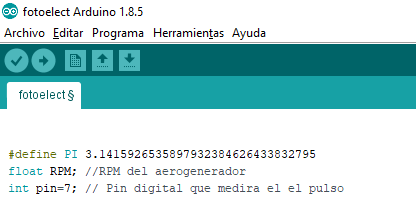 fotoelect Arduino 1.8.5
Archivo Editar Programa Herramientas Ayuda
fotoelect §
#define PI 3.1415926535897932384626433832795
float RPM; //RPM del aerogenerador
int pin=7; // Pin digital que medira el el pulso